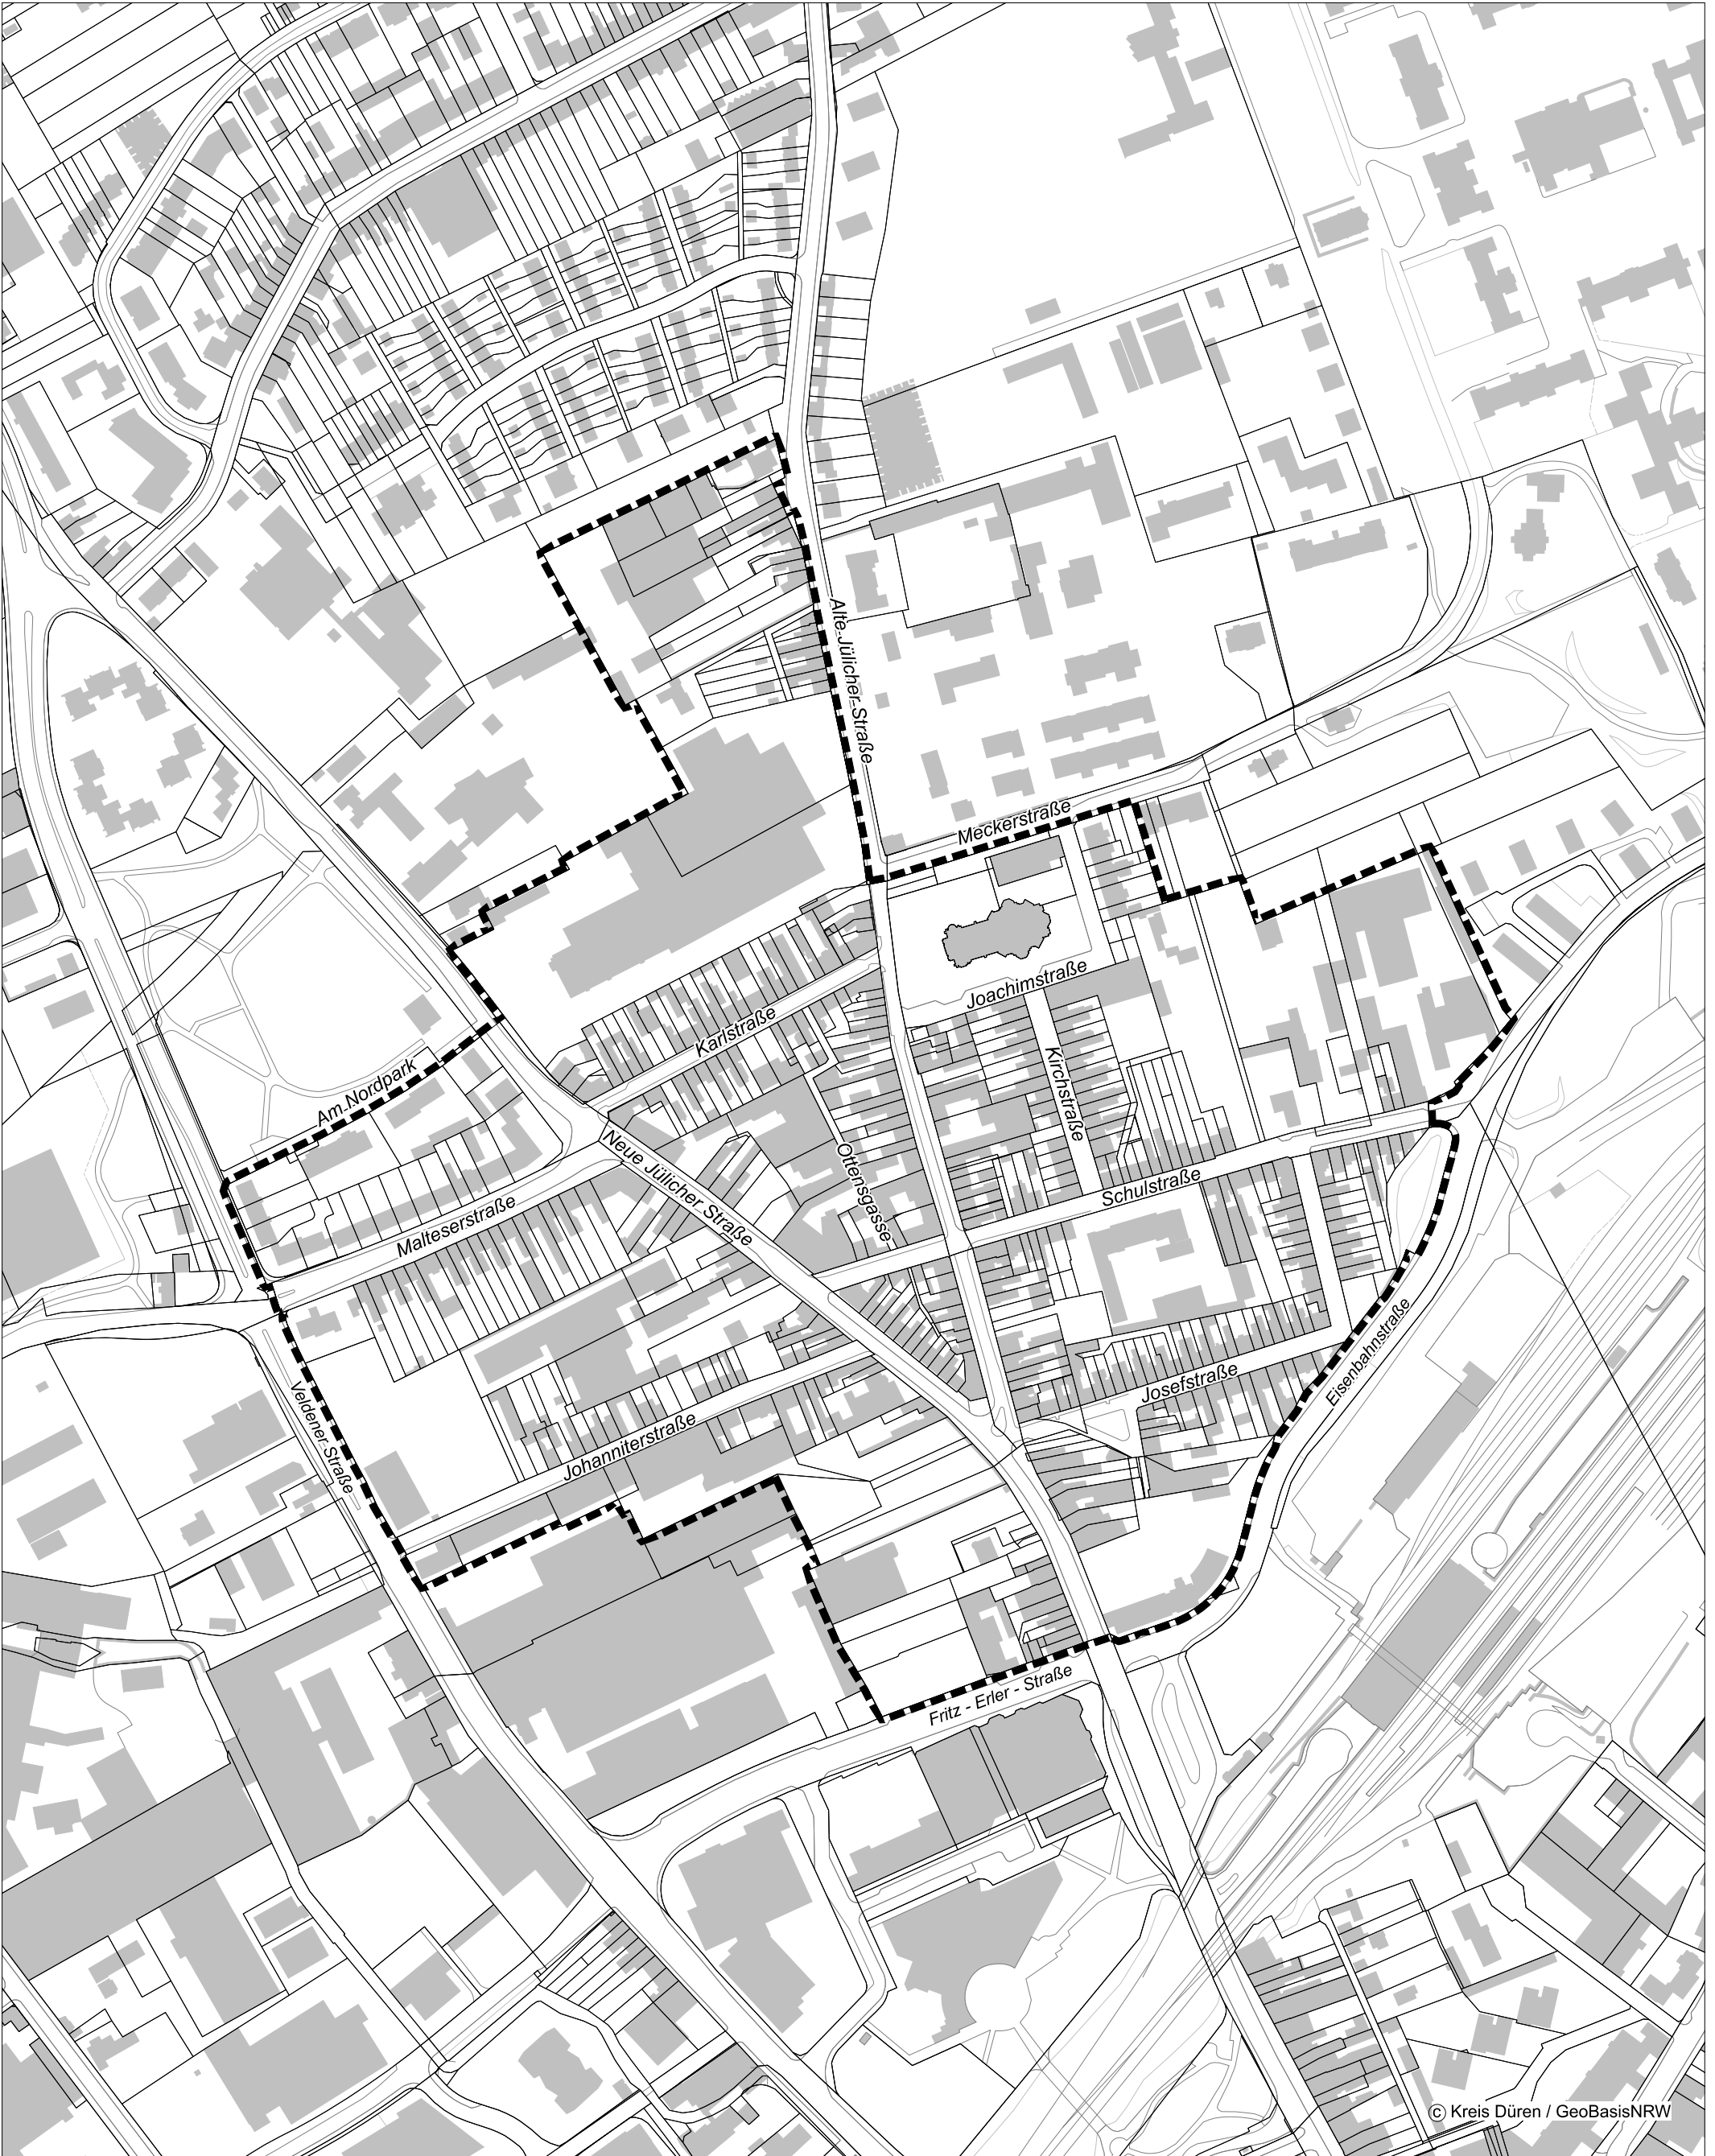 Alte-Jülicher-Straße
Meckerstraße
Joachimstraße
Karlstraße
Kirchstraße
Am-Nordpark
Neue Jülicher Straße
Ottensgasse
Schulstraße
Malteserstraße
Eisenbahnstraße
Josefstraße
Veldener-Straße
Johanniterstraße
Fritz - Erler - Straße
© Kreis Düren / GeoBasisNRW